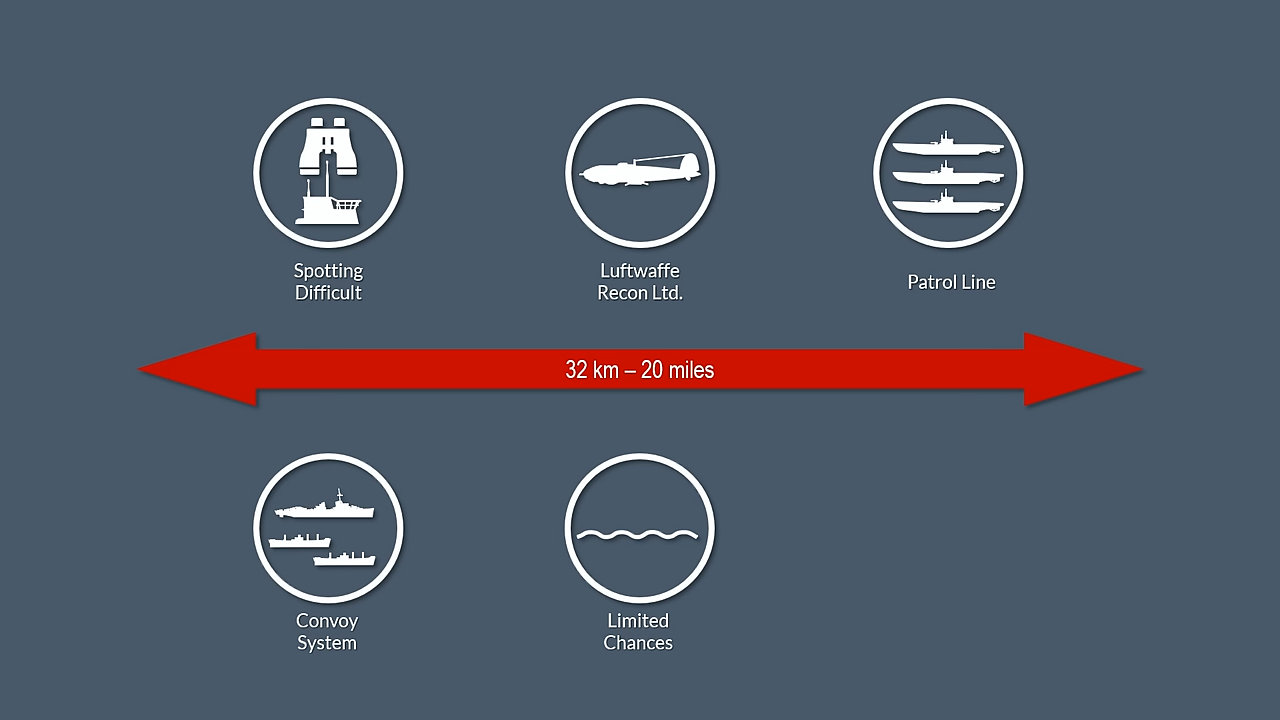 Spotting
Difficult
Luftwaffe
Recon Ltd.
Patrol Line
32 km – 20 miles
Convoy
System
Limited
Chances